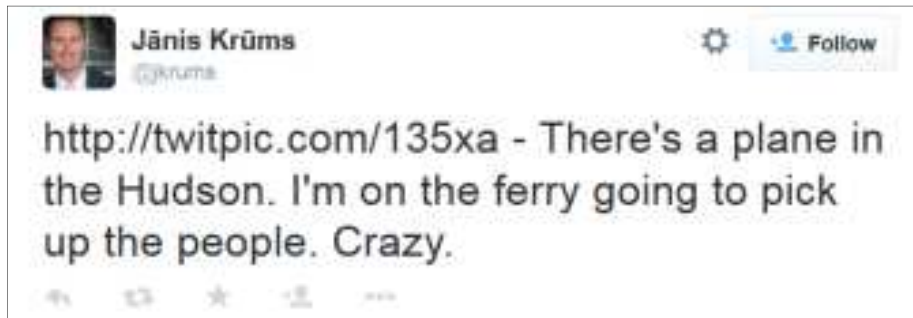 Jānis Krūms
Follow
@jkrums
http://twitpic.com/135xa - There's a plane in
the Hudson. I'm on the ferry going to pick
up the people. Crazy.